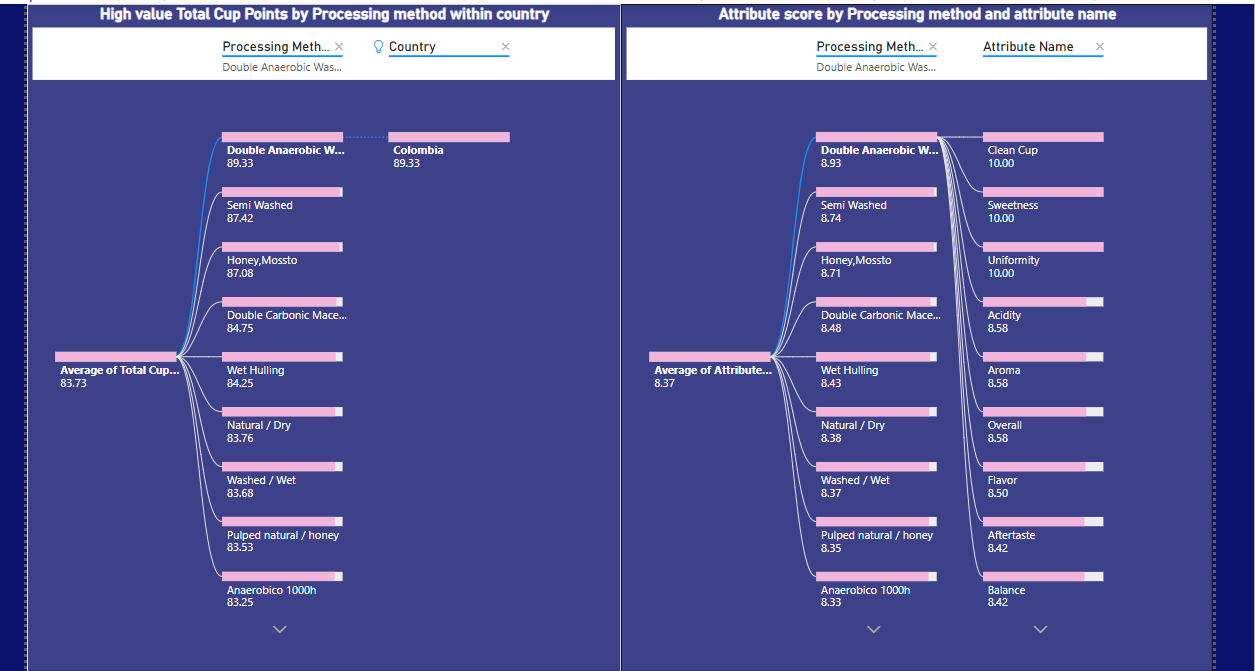 High value Total Cup Points by Processing method within country
Processing Meth... ×
Country ×
Double Anaerobic Was...
Double Anaerobic W...
89.33
Colombia
89.33
Semi Washed
87.42
Honey,Mossto
87.08
Double Carbonic Mace...
84.75
Average of Total Cup...
83.73
Wet Hulling
84.25
Natural / Dry
83.76
Washed / Wet
83.68
Pulped natural / honey
83.53
Anaerobico 1000h
83.25
Attribute score by Processing method and attribute name
Processing Meth... ×
Attribute Name ×
Double Anaerobic Was...
Average of Attribute...
8.37
Double Anaerobic W...
8.93
Semi Washed
8.74
Honey,Mossto
8.71
Double Carbonic Mace...
8.48
Wet Hulling
8.43
Natural / Dry
8.38
Washed / Wet
8.37
Pulped natural / honey
8.35
Anaerobico 1000h
8.33
Clean Cup
10.00
Sweetness
10.00
Uniformity
10.00
Acidity
8.58
Aroma
8.58
Overall
8.58
Flavor
8.50
Aftertaste
8.42
Balance
8.42